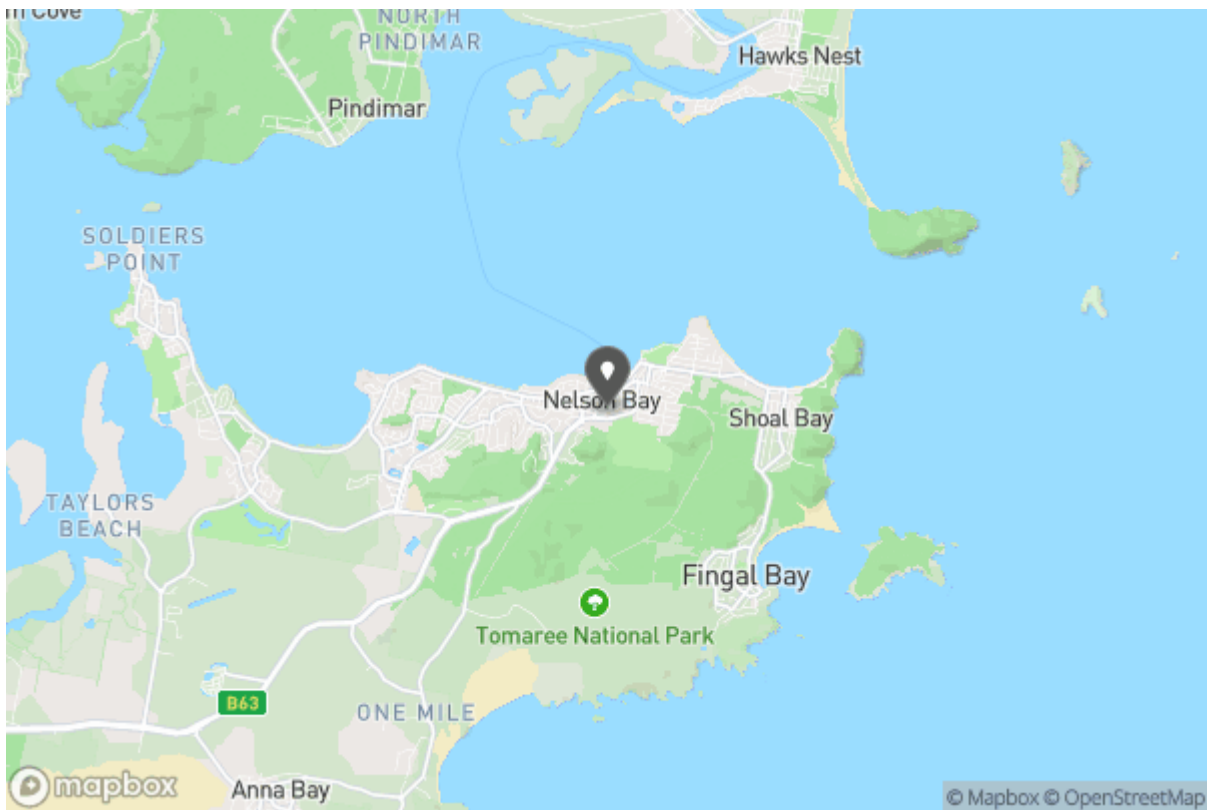 m Cove
NORTH
PINDIMAR
Hawks Nest
Pindimar
SOLDIERS
POINT
Nelson Bay
Shoal Bay
TAYLORS
BEACH
Fingal Bay
Tomaree National Park
B63
ONE MILE
Anna Bay
mapbox
© Mapbox © OpenStreetMap